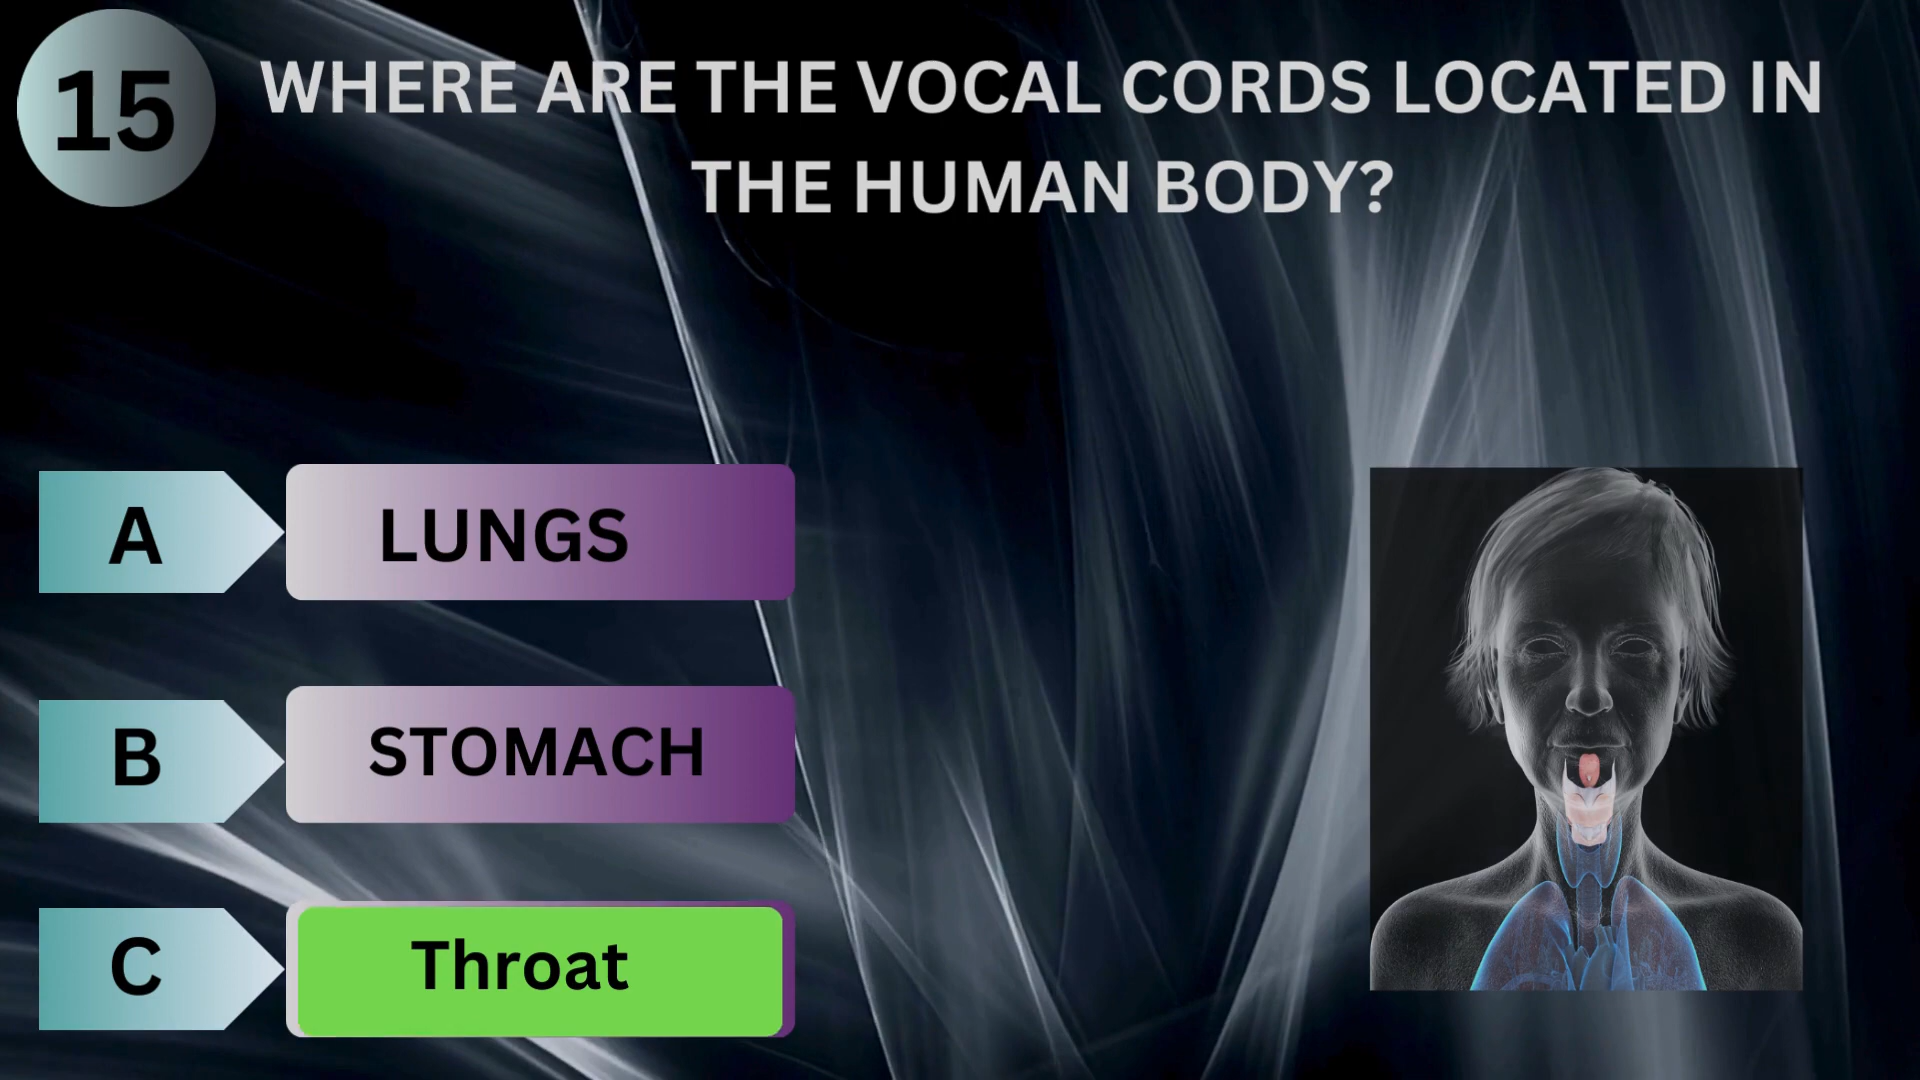 15
WHERE ARE THE VOCAL CORDS LOCATED IN
THE HUMAN BODY?
A
LUNGS
B
STOMACH
C
Throat